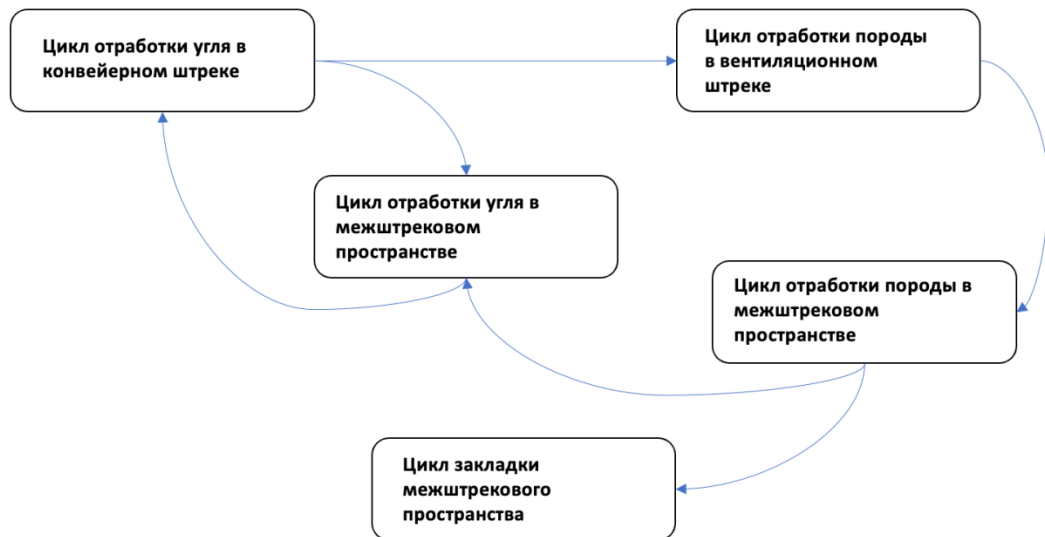 Цикл отработки угля в
конвейерном штреке
Цикл отработки породы
в вентиляционном
штреке
Цикл отработки угля в
межштрековом
пространстве
Цикл отработки породы в
межштрековом
пространстве
Цикл закладки
межштрекового
пространства